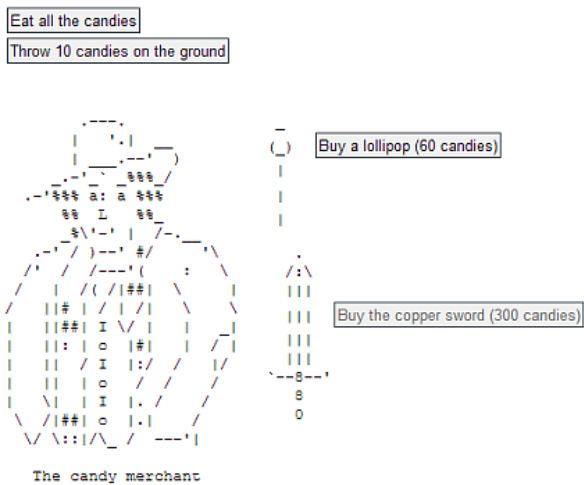 Eat all the candies
Throw 10 candies on the ground
Buy a lollipop (60 candies)
Buy the copper sword (300 candies)
The candy merchant